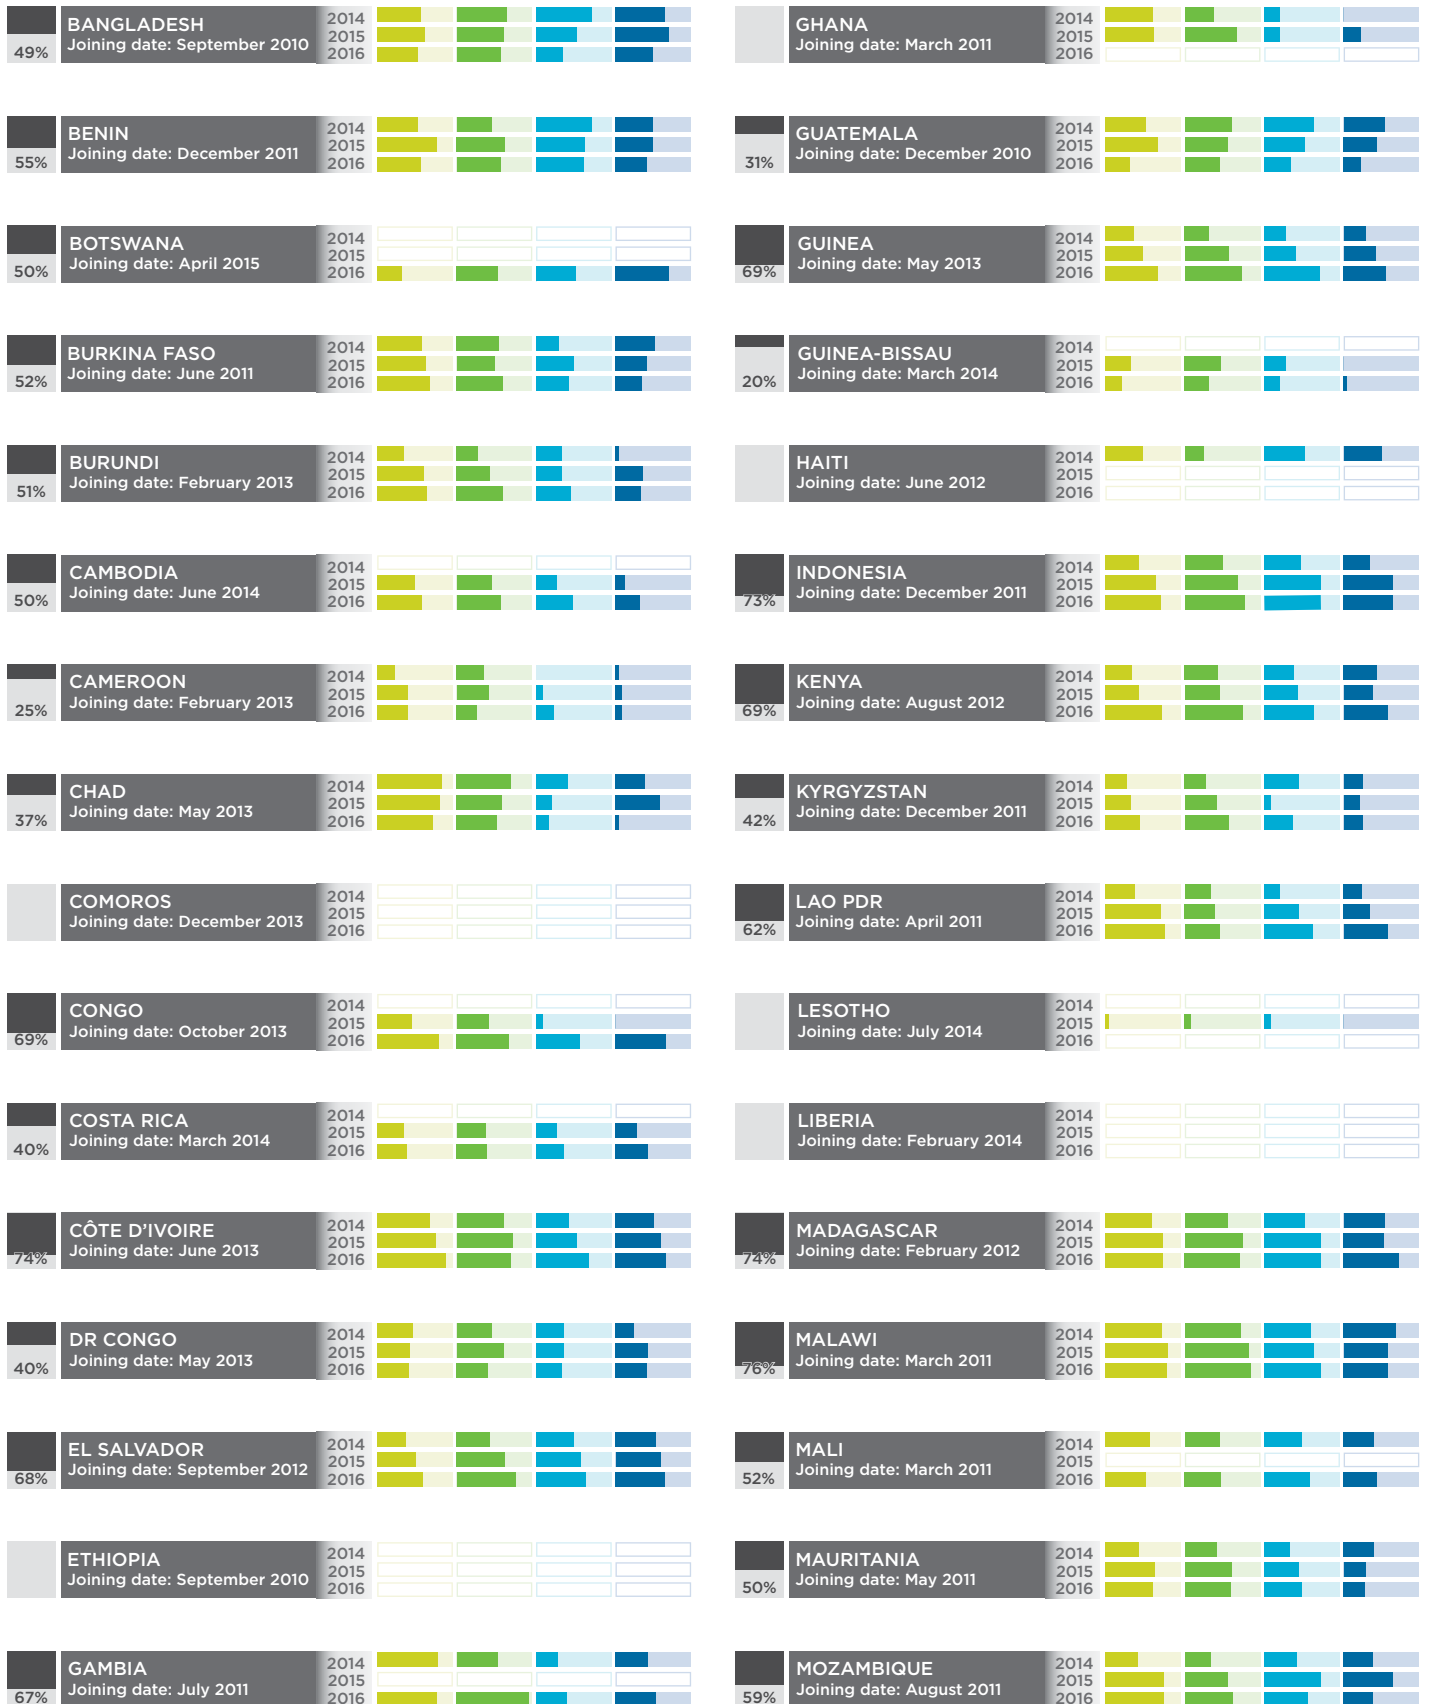 BANGLADESH
Joining date: September 2010
49%
2014
2015
2016
BENIN
Joining date: December 2011
55%
2014
2015
2016
BOTSWANA
Joining date: April 2015
50%
2014
2015
2016
BURKINA FASO
Joining date: June 2011
52%
2014
2015
2016
BURUNDI
Joining date: February 2013
51%
2014
2015
2016
CAMBODIA
Joining date: June 2014
50%
2014
2015
2016
CAMEROON
Joining date: February 2013
25%
2014
2015
2016
CHAD
Joining date: May 2013
37%
2014
2015
2016
COMOROS
Joining date: December 2013
2014
2015
2016
CONGO
Joining date: October 2013
69%
2014
2015
2016
COSTA RICA
Joining date: March 2014
40%
2014
2015
2016
CÔTE D’IVOIRE
Joining date: June 2013
74%
2014
2015
2016
DR CONGO
Joining date: May 2013
40%
2014
2015
2016
EL SALVADOR
Joining date: September 2012
68%
2014
2015
2016
ETHIOPIA
Joining date: September 2010
2014
2015
2016
GAMBIA
Joining date: July 2011
67%
2014
2015
2016
GHANA
Joining date: March 2011
2014
2015
2016
GUATEMALA
Joining date: December 2010
31%
2014
2015
2016
GUINEA
Joining date: May 2013
69%
2014
2015
2016
GUINEA-BISSAU
Joining date: March 2014
20%
2014
2015
2016
HAITI
Joining date: June 2012
2014
2015
2016
INDONESIA
Joining date: December 2011
73%
2014
2015
2016
KENYA
Joining date: August 2012
69%
2014
2015
2016
KYRGYZSTAN
Joining date: December 2011
42%
2014
2015
2016
LAO PDR
Joining date: April 2011
62%
2014
2015
2016
LESOTHO
Joining date: July 2014
2014
2015
2016
LIBERIA
Joining date: February 2014
2014
2015
2016
MADAGASCAR
Joining date: February 2012
74%
2014
2015
2016
MALAWI
Joining date: March 2011
76%
2014
2015
2016
MALI
Joining date: March 2011
52%
2014
2015
2016
MAURITANIA
Joining date: May 2011
50%
2014
2015
2016
MOZAMBIQUE
Joining date: August 2011
59%
2014
2015
2016